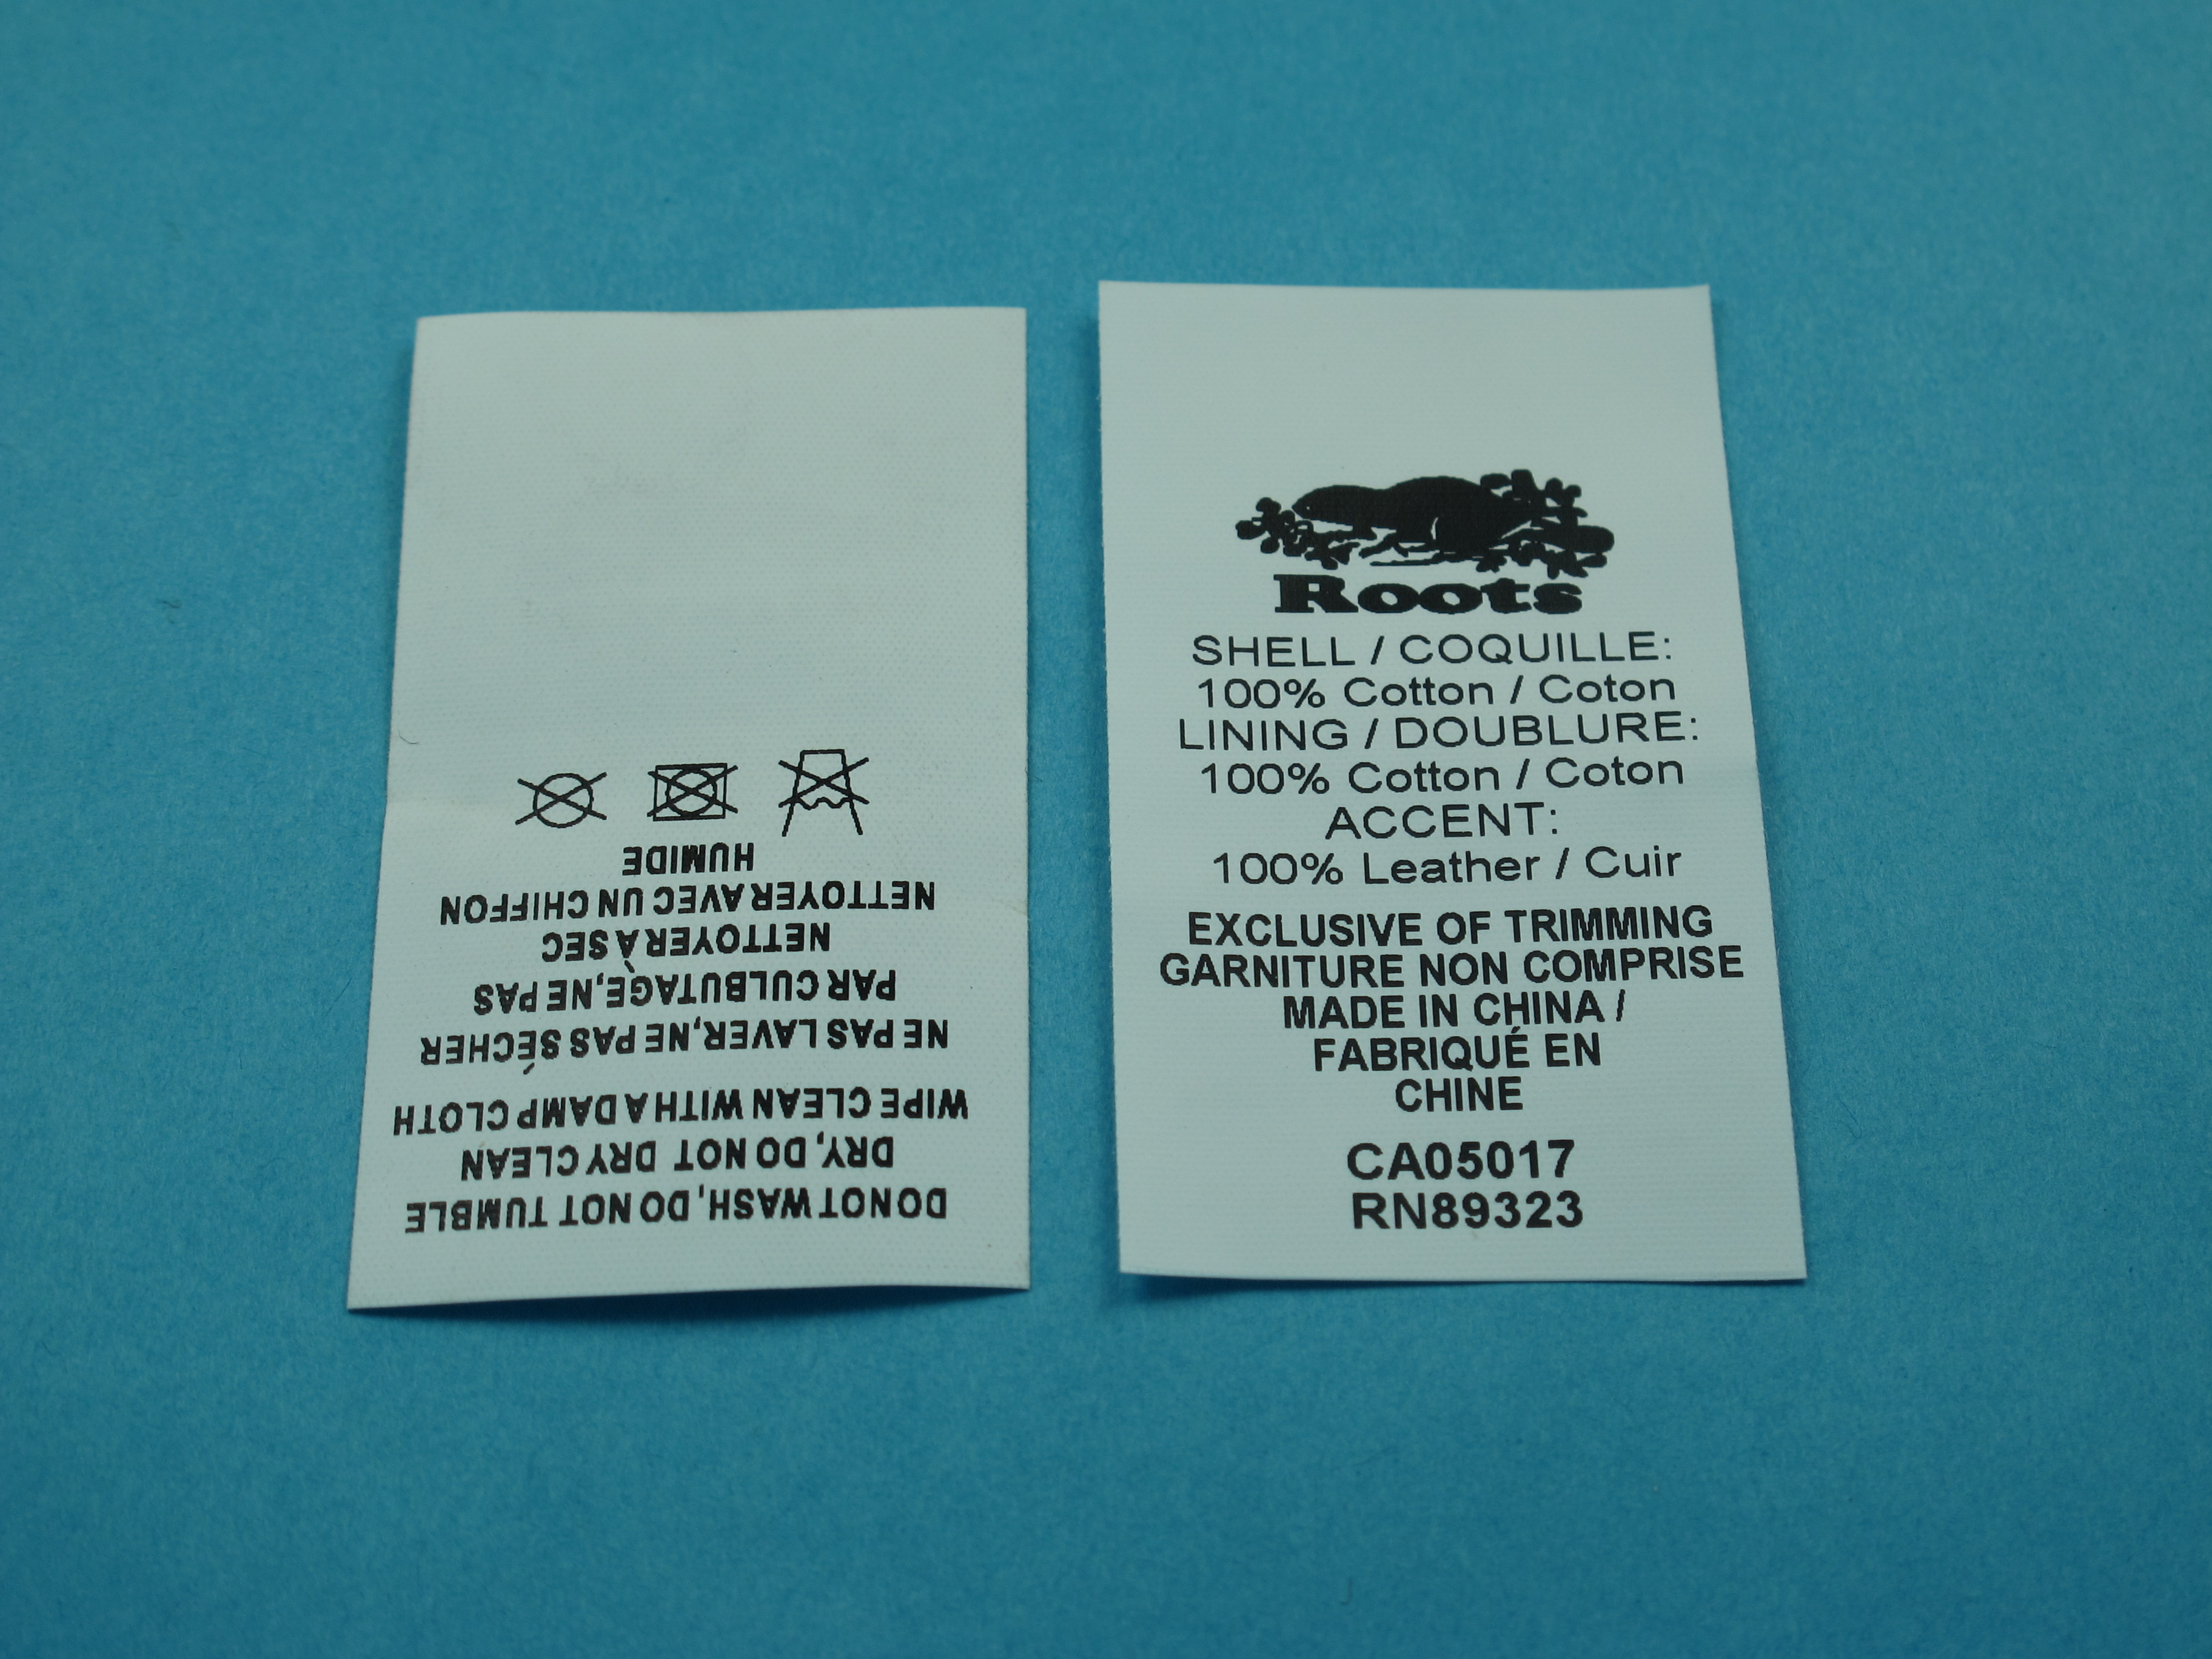 DO NOT WASH, DO NOT TUMBLE
DRY, DO NOT DRY CLEAN
WIPE CLEAN WITH A DAMP CLOTH
NE PAS LAVER, NE PAS SÉCHER
PAR CULBUTAGE, NE PAS
NETTOYER À SEC
NETTOYER AVEC UN CHIFFON
HUMIDE
Roots
SHELL / COQUILLE:
100% Cotton / Coton
LINING / DOUBLURE:
100% Cotton / Coton
ACCENT:
100% Leather / Cuir
EXCLUSIVE OF TRIMMING
GARNITURE NON COMPRISE
MADE IN CHINA /
FABRIQUÉ EN
CHINE
CA05017
RN89323